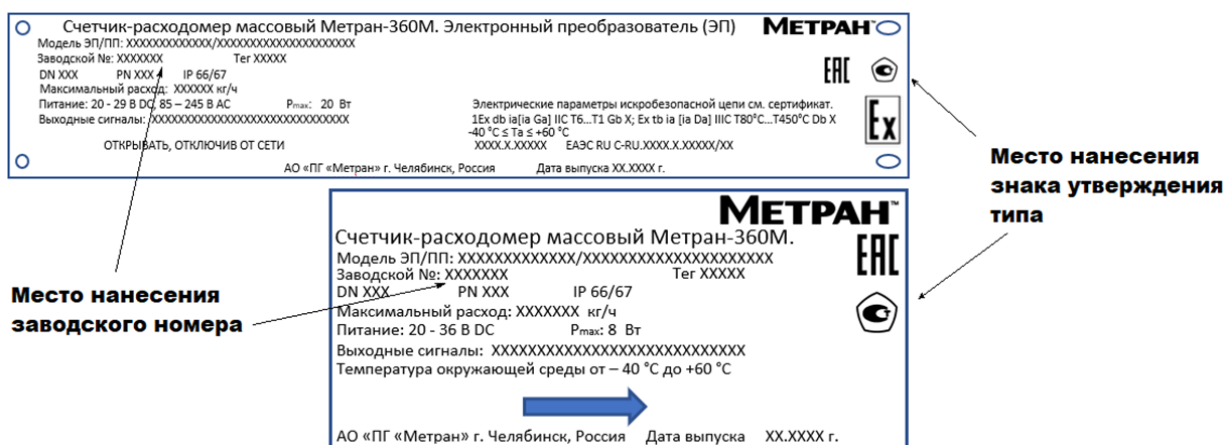 Счетчик-расходомер массовый Метран-360М. Электронный преобразователь (ЭП) МЕТРАН™
Модель ЭП/ПП: XXXXXXXXXXXXX/XXXXXXXXXXXXXXXXXXXXX
Заводской №: XXXXXXX Тег XXXXX
DN XXX PN XXX IP 66/67
EAC
Максимальный расход: XXXXXX кг/ч
Питание: 20 - 29 В DC, 85 – 245 В AC Pmax: 20 Вт
Выходные сигналы: XXXXXXXXXXXXXXXXXXXXXXXXXXXX
Электрические параметры искробезопасной цепи см. сертификат.
1Ex db ia[ia Ga] IIC T6...T1 Gb X; Ex tb ia [ia Da] IIIC T80°C...T450°C Db X
-40 °C ≤ Ta ≤ +60 °C
Ex
ОТКРЫВАТЬ, ОТКЛЮЧИВ ОТ СЕТИ
XXXX.X.XXXXX ЕАЭС RU C-RU.XXXX.X.XXXXX/XX
АО «ПГ «Метран» г. Челябинск, Россия Дата выпуска XX.XXXX г.
Место нанесения
знака утверждения
типа
Место нанесения
заводского номера
МЕТРАН™
Счетчик-расходомер массовый Метран-360М.
EAC
Модель ЭП/ПП: XXXXXXXXXXXXX/XXXXXXXXXXXXXXXXXXXXX
Заводской №: XXXXXXX Тег XXXXX
DN XXX PN XXX IP 66/67
Максимальный расход: XXXXXXX кг/ч
Питание: 20 - 36 В DC Pmax: 8 Вт
Выходные сигналы: XXXXXXXXXXXXXXXXXXXXXXXXXXXX
Температура окружающей среды от – 40 °C до +60 °C
АО «ПГ «Метран» г. Челябинск, Россия Дата выпуска XX.XXXX г.